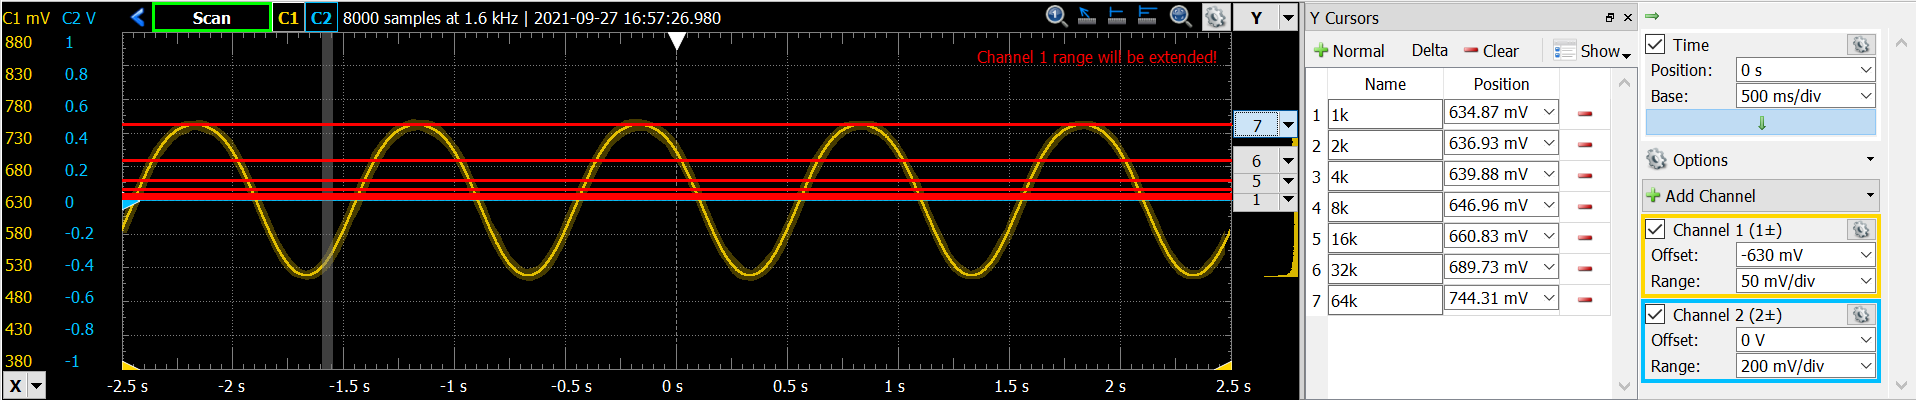 C1 mV C2 V Scan C1 C2 8000 samples at 1.6 kHz | 2021-09-27 16:57:26.980 1 Y
880 1
830 0.8
780 0.6
730 0.4
680 0.2
630 0
580 -0.2
530 -0.4
480 -0.6
430 -0.8
380 -1
Channel 1 range will be extended!
7
6
5
1
X -2.5 s -2 s -1.5 s -1 s -0.5 s 0 s 0.5 s 1 s 1.5 s 2 s 2.5 s
Y Cursors
Normal Delta Clear Show
Name Position
1 1k 634.87 mV
2 2k 636.93 mV
3 4k 639.88 mV
4 8k 646.96 mV
5 16k 660.83 mV
6 32k 689.73 mV
7 64k 744.31 mV
Time
Position: 0 s
Base: 500 ms/div
Options
Add Channel
Channel 1 (1±)
Offset: -630 mV
Range: 50 mV/div
Channel 2 (2±)
Offset: 0 V
Range: 200 mV/div